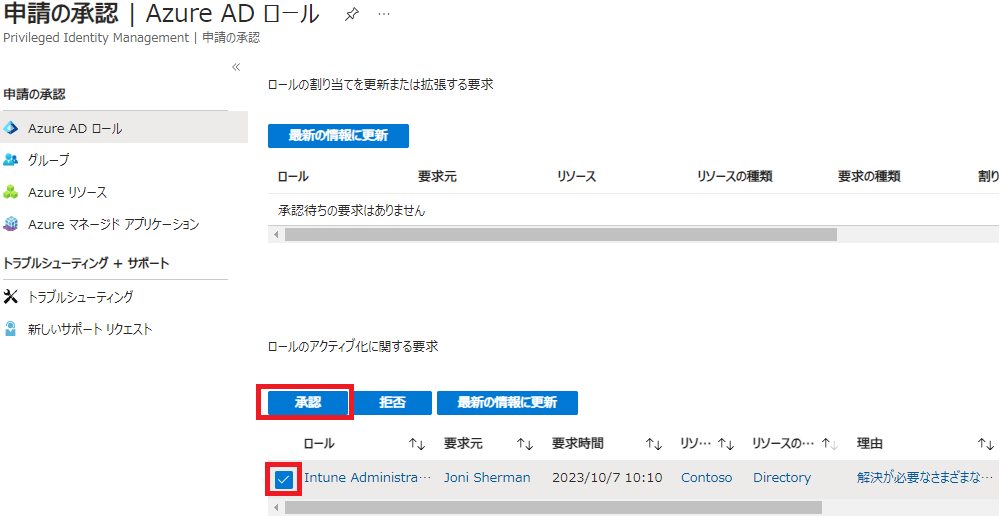 申請の承認 | Azure AD ロール ...
Privileged Identity Management | 申請の承認
«
申請の承認
Azure AD ロール
グループ
Azure リソース
Azure マネージド アプリケーション
トラブルシューティング + サポート
トラブルシューティング
新しいサポート リクエスト
ロールの割り当てを更新または拡張する要求
最新の情報に更新
ロール 要求元 リソース リソースの種類 要求の種類 割り
承認待ちの要求はありません
ロールのアクティブ化に関する要求
承認 拒否 最新の情報に更新
ロール ↑↓ 要求元 ↑↓ 要求時間 ↑↓ リソ… ↑↓ リソースの… ↑↓ 理由 ↑↓
Intune Administra… Joni Sherman 2023/10/7 10:10 Contoso Directory 解決が必要なさまざまな…